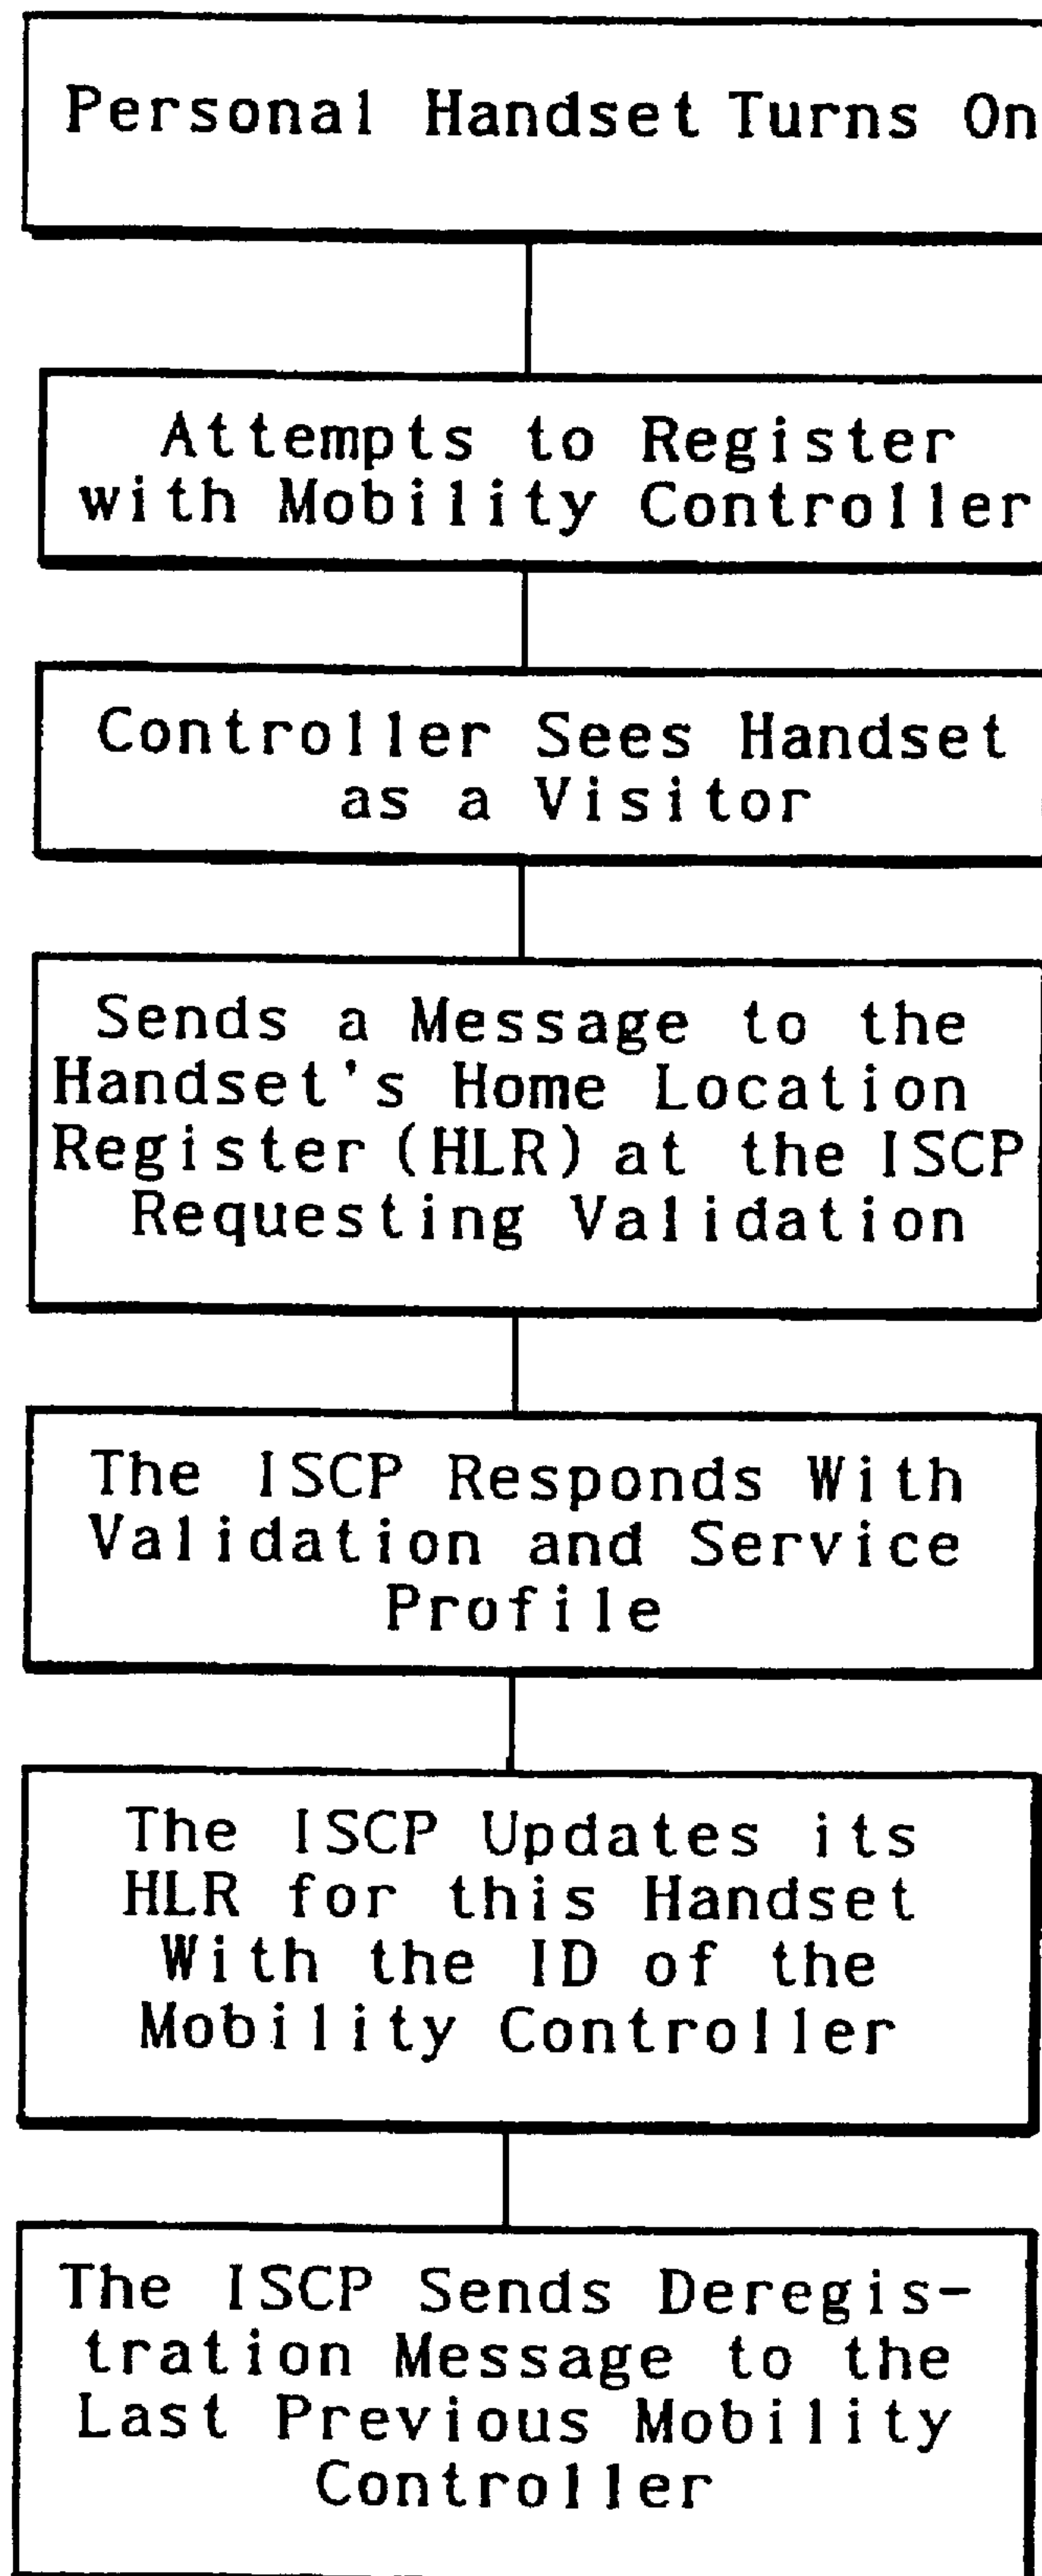 Personal Handset Turns On
Attempts to Register
with Mobility Controller
Controller Sees Handset
as a Visitor
Sends a Message to the
Handset's Home Location
Register (HLR) at the ISCP
Requesting Validation
The ISCP Responds With
Validation and Service
Profile
The ISCP Updates its
HLR for this Handset
With the ID of the
Mobility Controller
The ISCP Sends Deregis-
tration Message to the
Last Previous Mobility
Controller